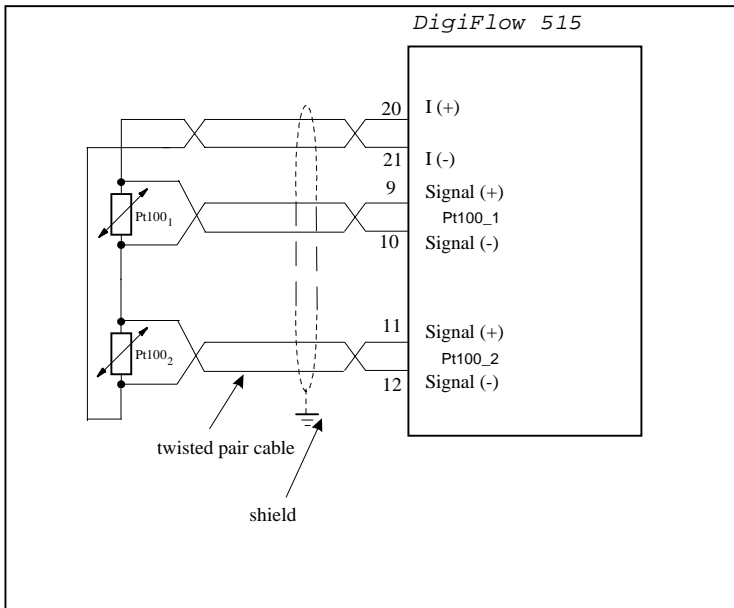 DigiFlow 515
20 I (+)
21 I (-)
9 Signal (+)
Pt100₁ Pt100_1
10 Signal (-)
11 Signal (+)
Pt100₂ Pt100_2
12 Signal (-)
twisted pair cable
shield